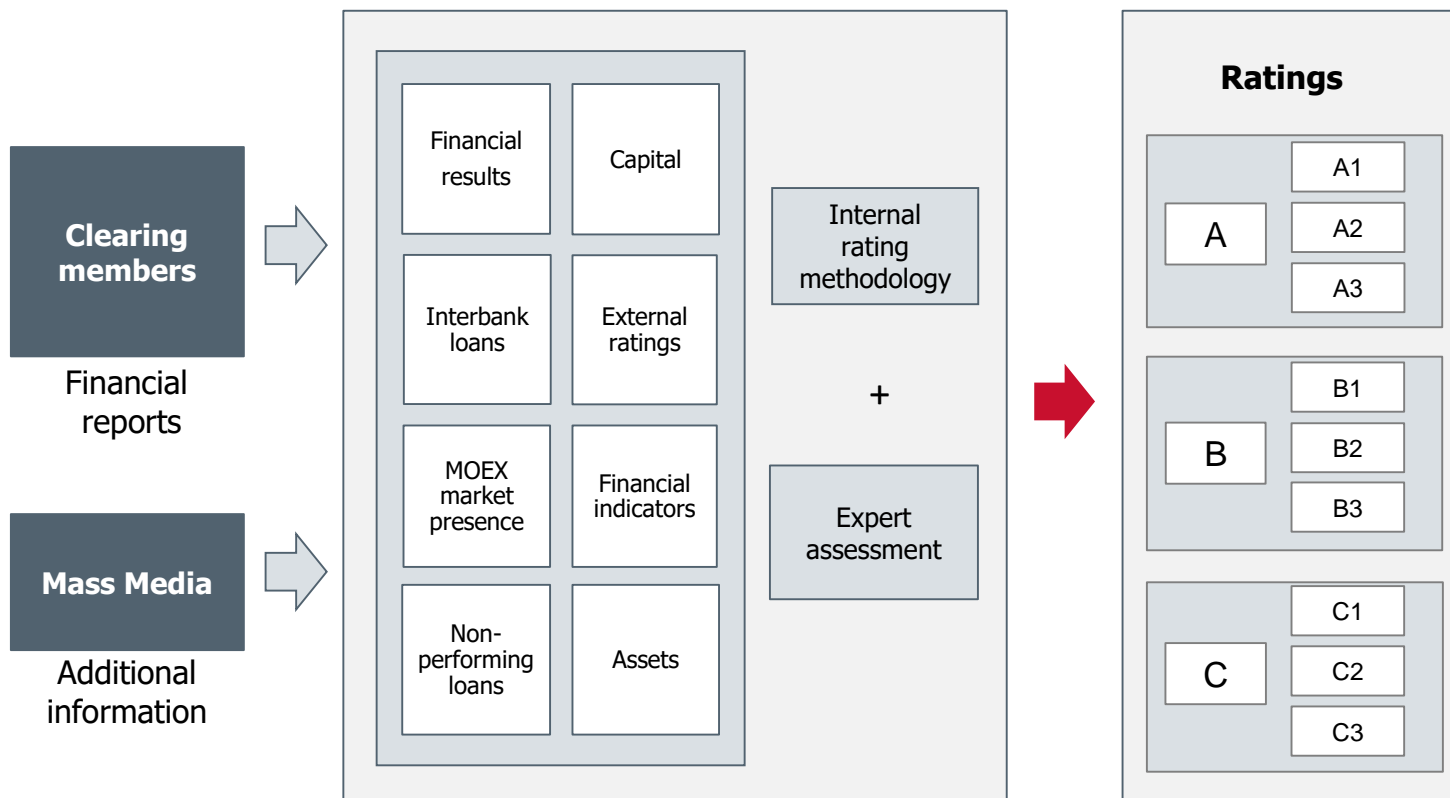 Clearing
members
Financial
reports
Mass Media
Additional
information
Financial
results
Capital
Interbank
loans
External
ratings
MOEX
market
presence
Financial
indicators
Non-
performing
loans
Assets
Internal
rating
methodology
+
Expert
assessment
Ratings
A
A1
A2
A3
B
B1
B2
B3
C
C1
C2
C3